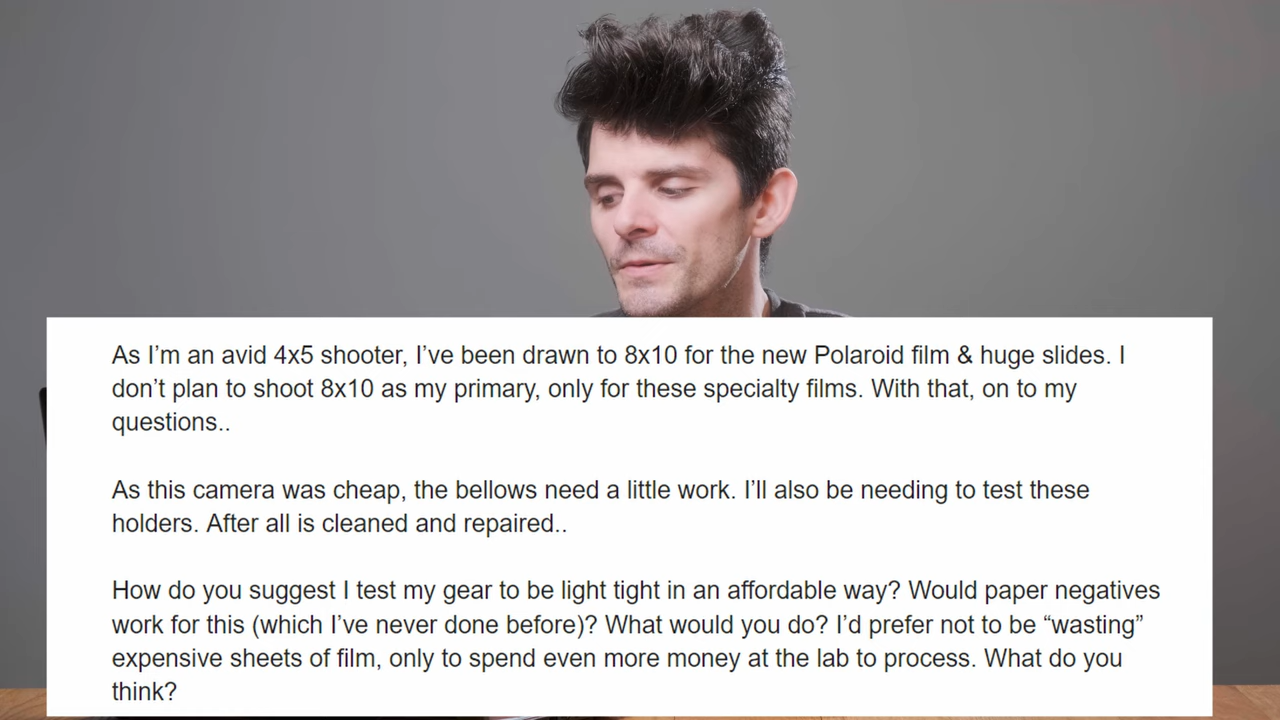 As I’m an avid 4x5 shooter, I’ve been drawn to 8x10 for the new Polaroid film & huge slides. I
don’t plan to shoot 8x10 as my primary, only for these specialty films. With that, on to my
questions..
As this camera was cheap, the bellows need a little work. I’ll also be needing to test these
holders. After all is cleaned and repaired..
How do you suggest I test my gear to be light tight in an affordable way? Would paper negatives
work for this (which I’ve never done before)? What would you do? I’d prefer not to be “wasting”
expensive sheets of film, only to spend even more money at the lab to process. What do you
think?